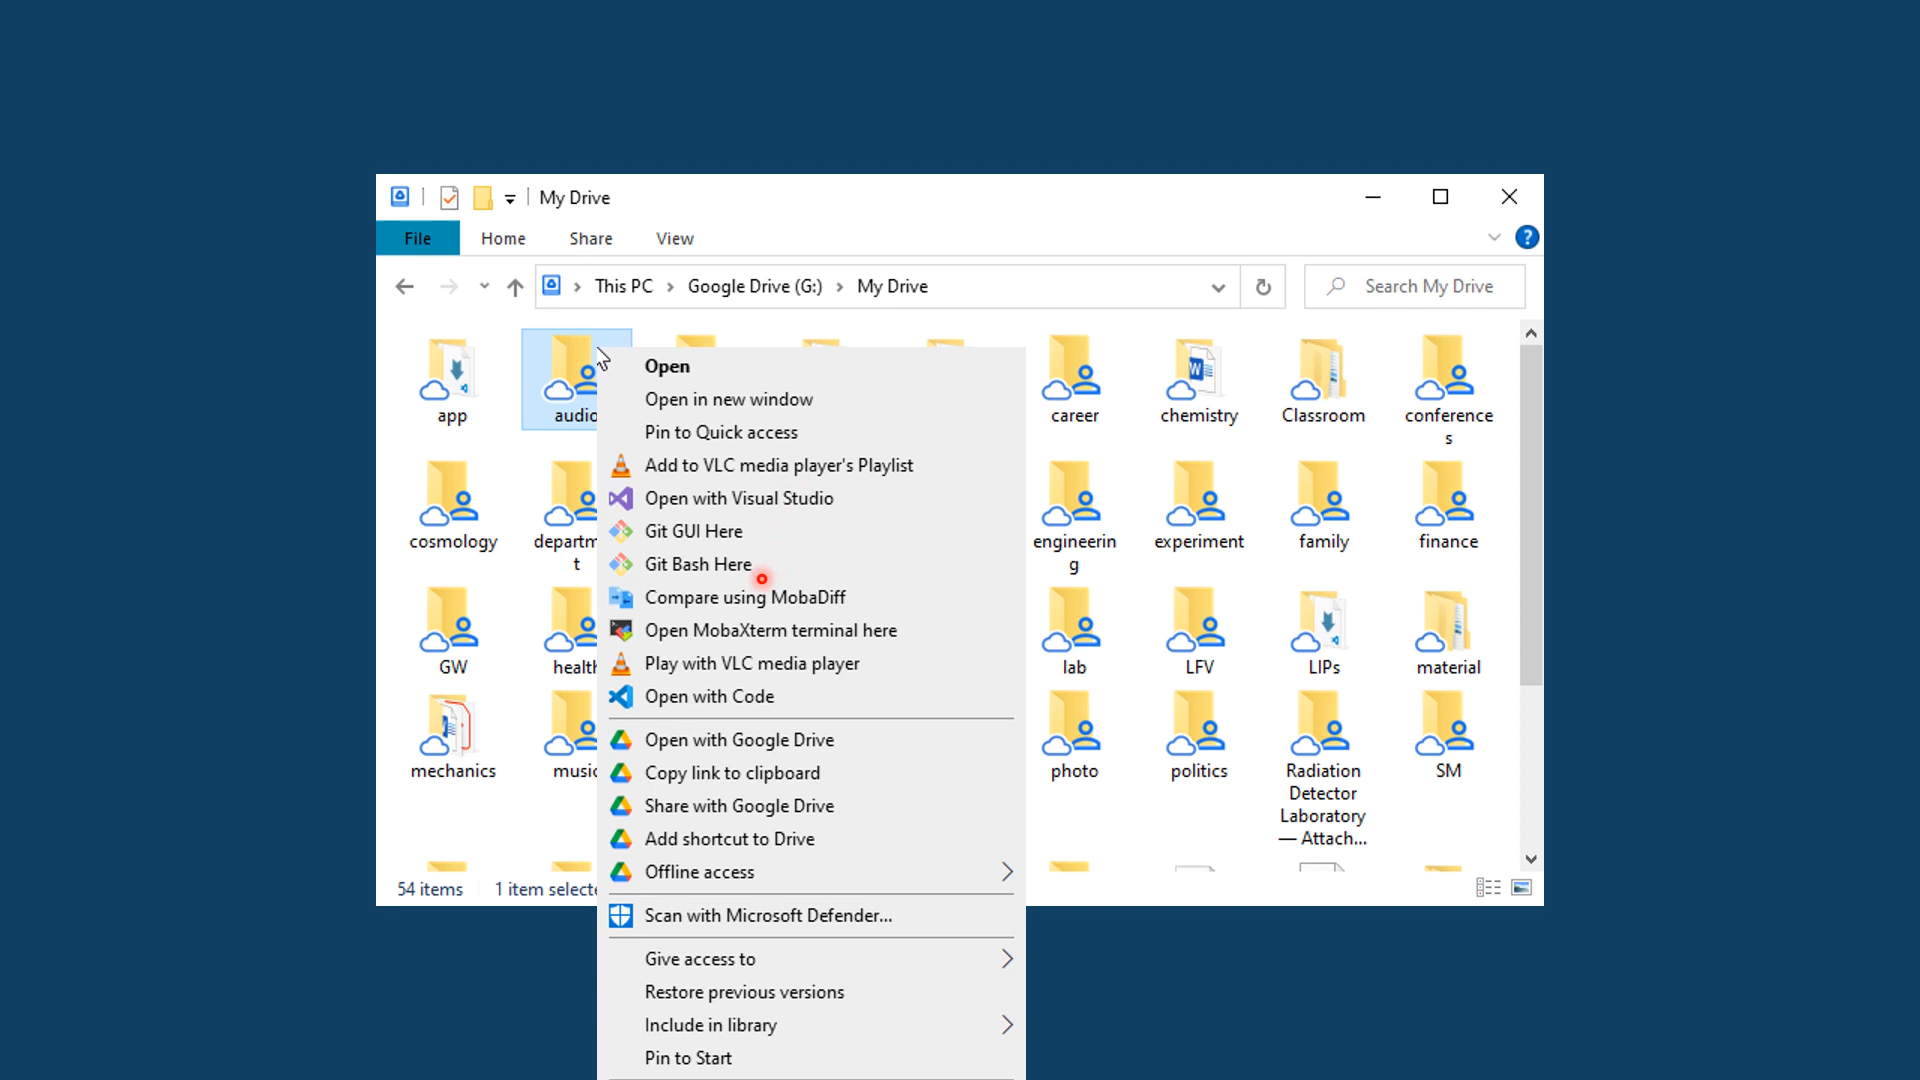 My Drive
File Home Share View
This PC Google Drive (G:) My Drive
Search My Drive
app
audio
career
chemistry
Classroom
conference
s
cosmology
departm
t
engineerin
g
experiment
family
finance
GW
health
lab
LFV
LIPs
material
mechanics
music
photo
politics
Radiation
Detector
Laboratory
— Attach...
SM
54 items
1 item selecte
Open
Open in new window
Pin to Quick access
Add to VLC media player's Playlist
Open with Visual Studio
Git GUI Here
Git Bash Here
Compare using MobaDiff
Open MobaXterm terminal here
Play with VLC media player
Open with Code
Open with Google Drive
Copy link to clipboard
Share with Google Drive
Add shortcut to Drive
Offline access
Scan with Microsoft Defender...
Give access to
Restore previous versions
Include in library
Pin to Start